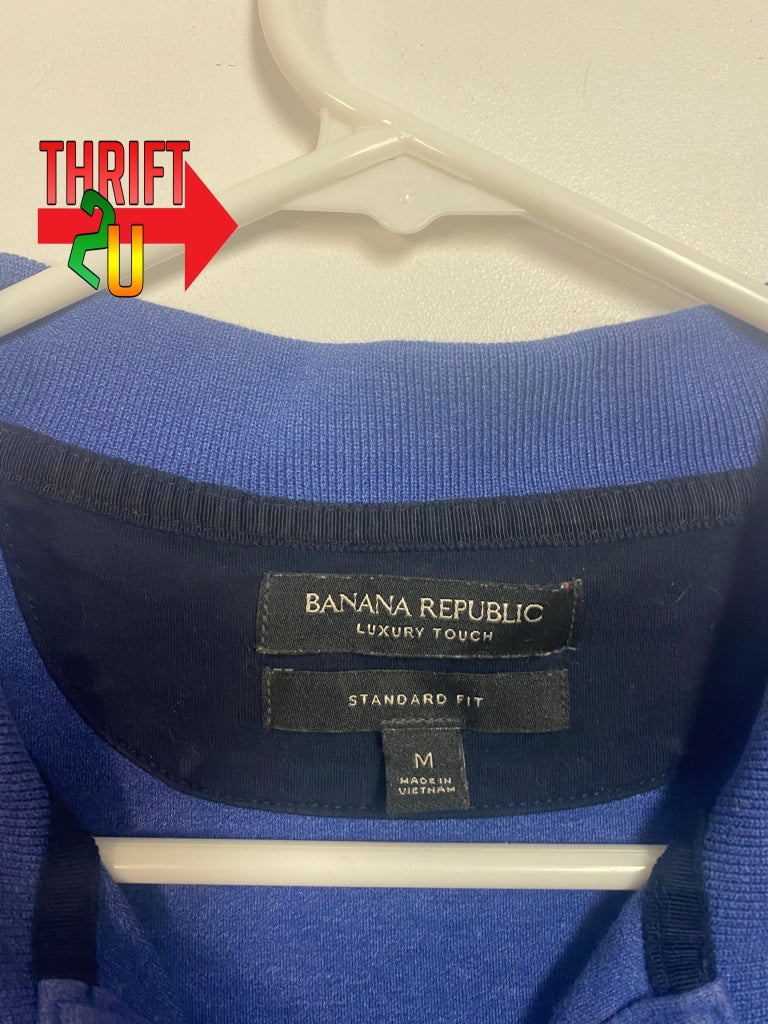 THRIFT
2U
BANANA REPUBLIC
LUXURY TOUCH
STANDARD FIT
M
MADE IN
VIETNAM